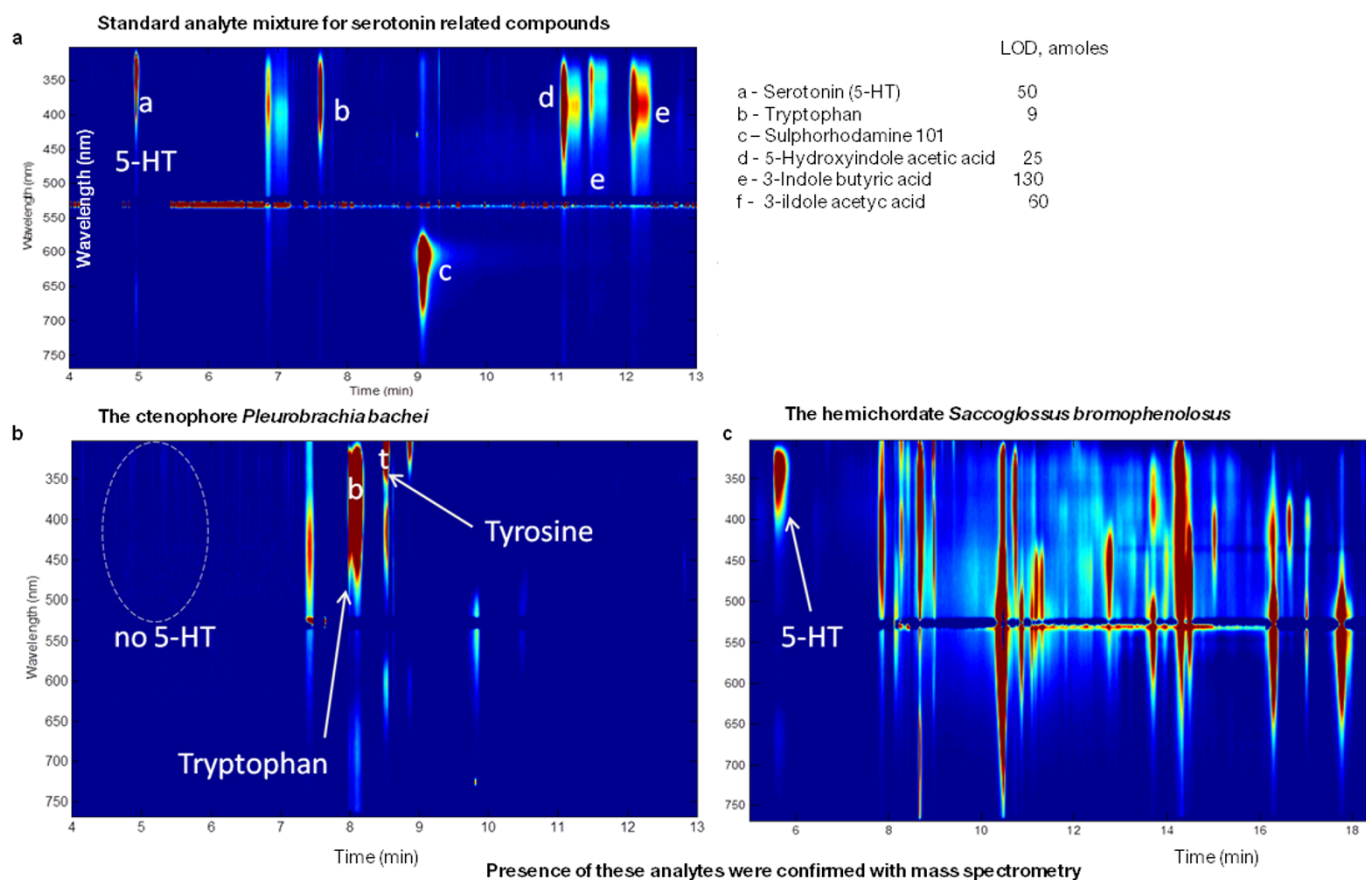 Standard analyte mixture for serotonin related compounds
a
LOD, amoles
a - Serotonin (5-HT) 50
b - Tryptophan 9
c – Sulphorhodamine 101
d - 5-Hydroxyindole acetic acid 25
e - 3-Indole butyric acid 130
f - 3-ildole acetyc acid 60
Wavelength (nm)
Wavelength (nm)
350
400
450
500
550
600
650
700
750
a
5-HT
b
c
d
e
e
4 5 6 7 8 9 10 11 12 13
Time (min)
The ctenophore Pleurobrachia bachei
b
Wavelength (nm)
350
400
450
500
550
600
650
700
750
no 5-HT
b
t
Tyrosine
Tryptophan
4 5 6 7 8 9 10 11 12 13
Time (min)
The hemichordate Saccoglossus bromophenolosus
c
350
400
450
500
550
600
650
700
750
5-HT
6 8 10 12 14 16 18
Time (min)
Presence of these analytes were confirmed with mass spectrometry